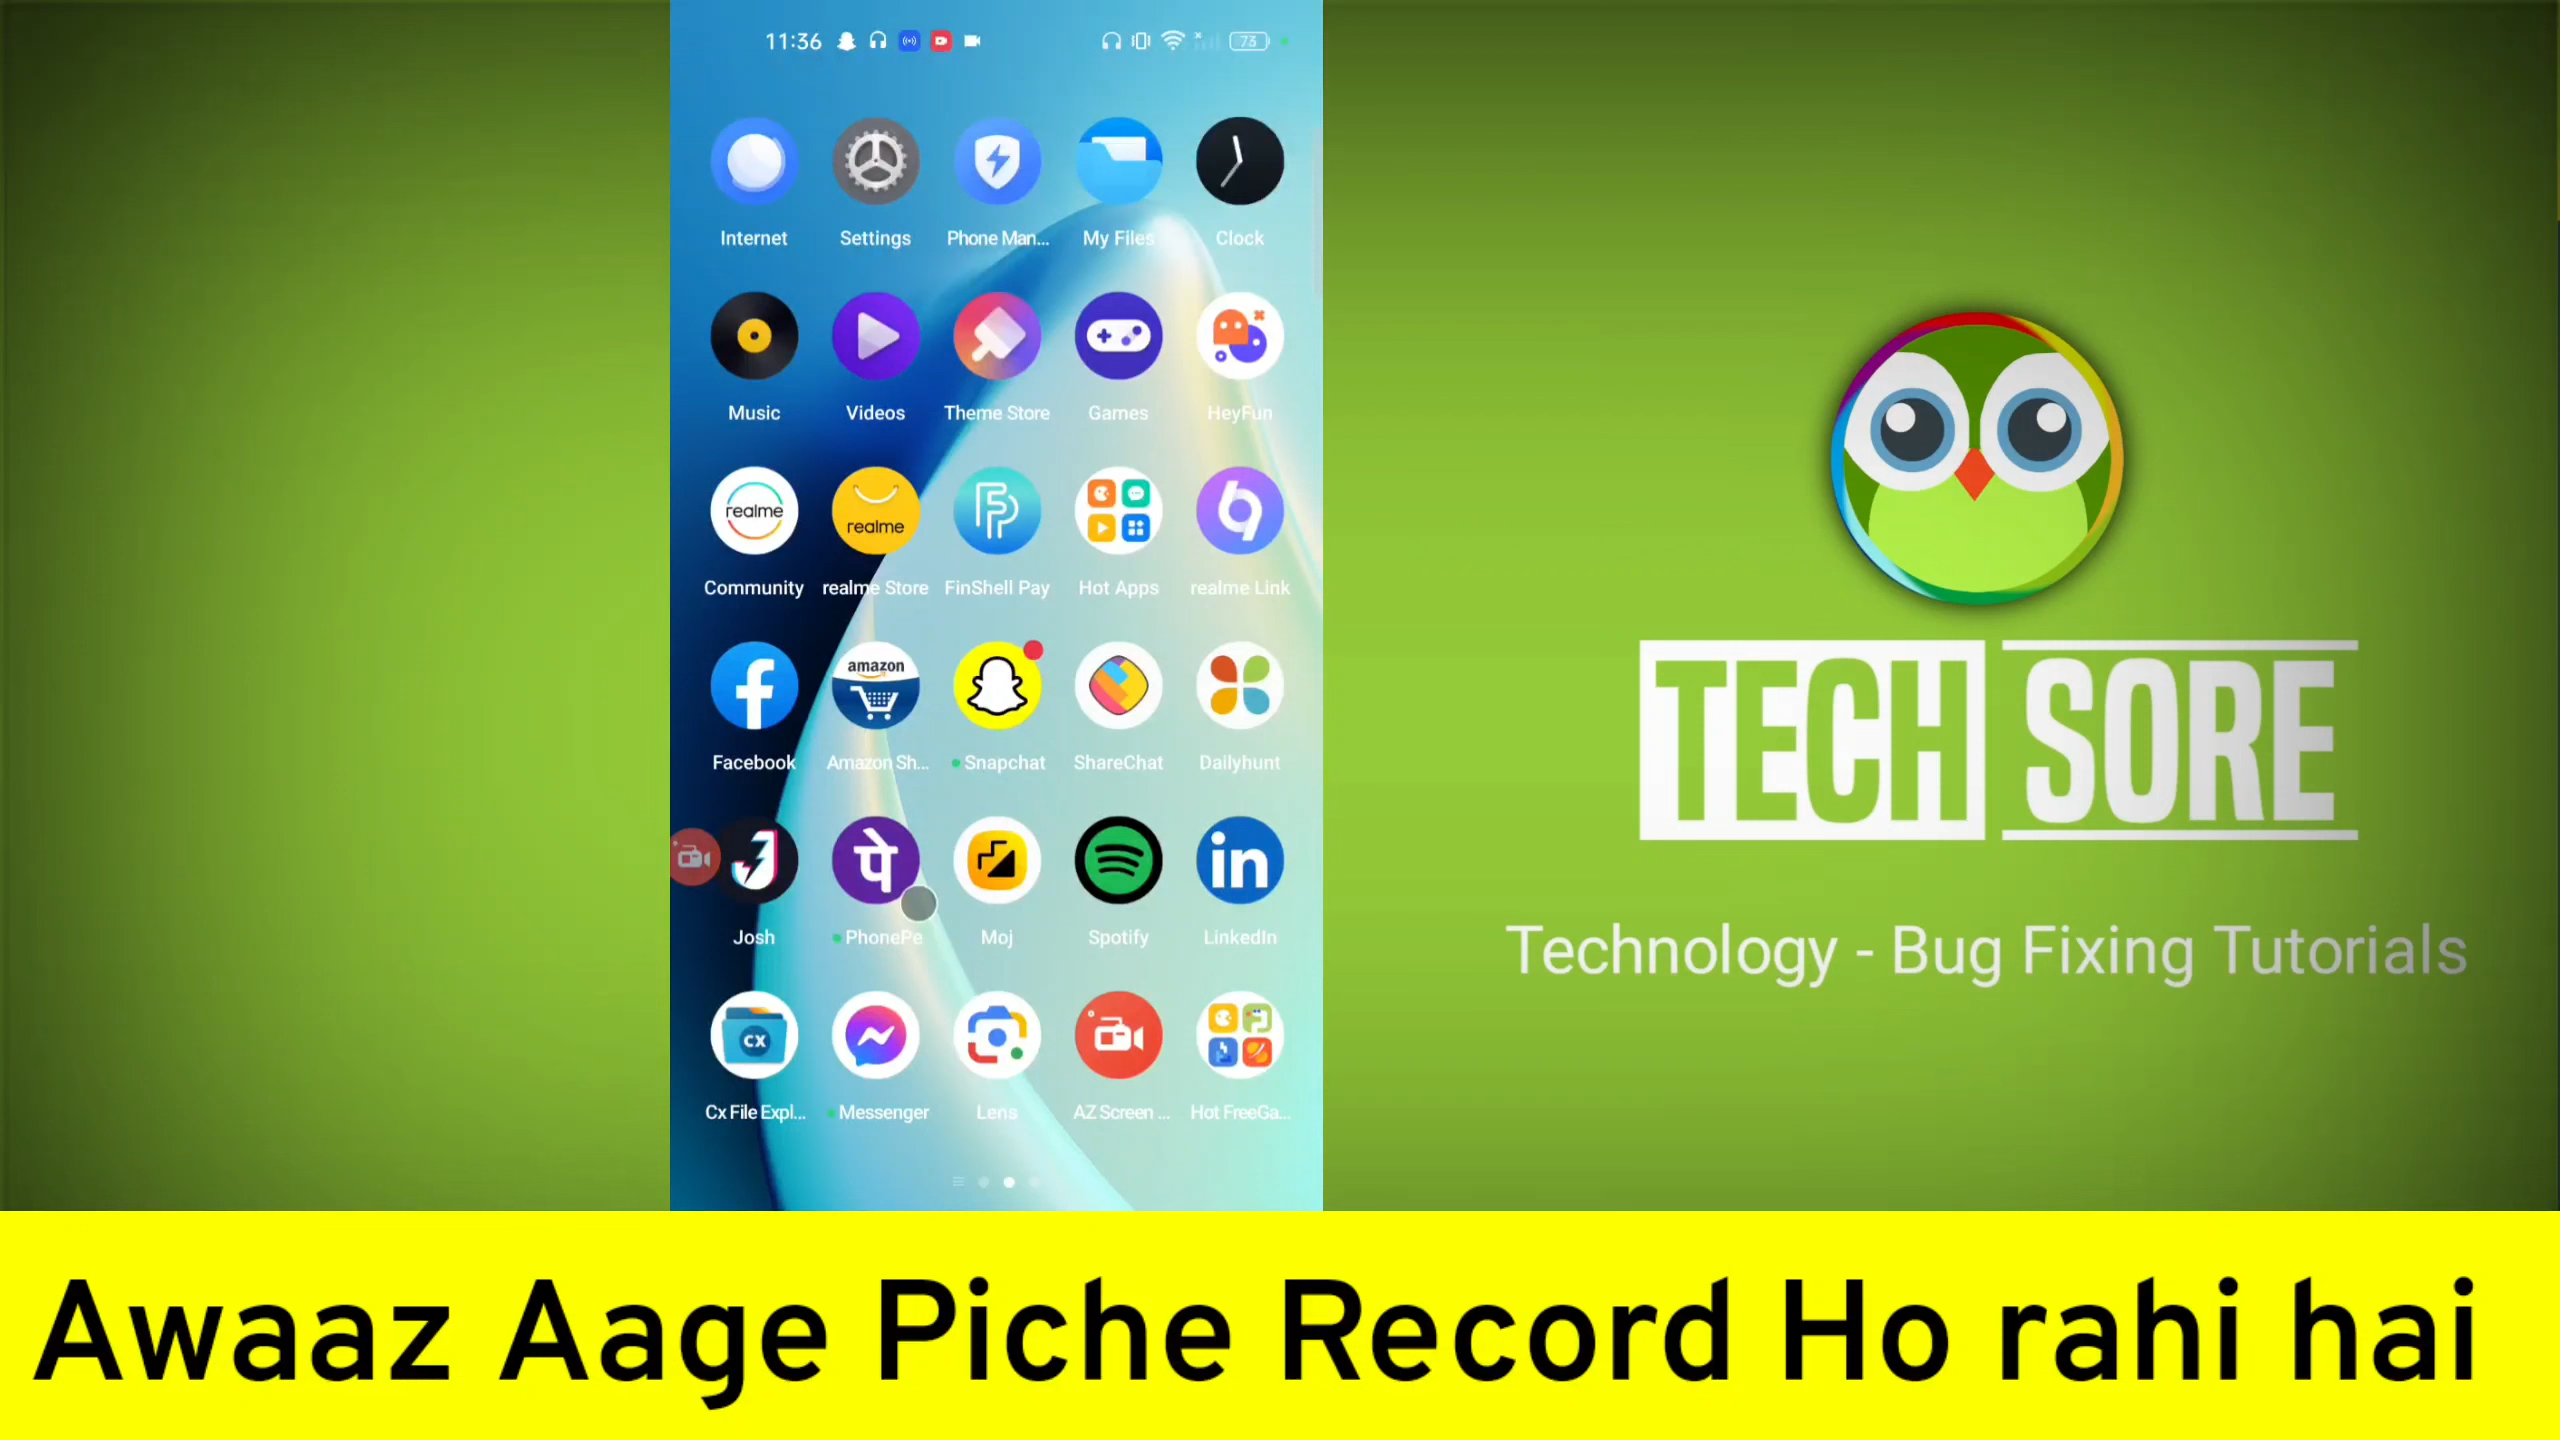 11:36
73
Internet Settings Phone Man... My Files Clock
Music Videos Theme Store Games HeyFun
realme realme
Community realme Store FinShell Pay Hot Apps realme Link
amazon
Facebook Amazon Sh... Snapchat ShareChat Dailyhunt
पे in
Josh PhonePe Moj Spotify LinkedIn
CX
Cx File Expl... Messenger Lens AZ Screen ... Hot FreeGa...
TECH SORE
Technology - Bug Fixing Tutorials
Awaaz Aage Piche Record Ho rahi hai